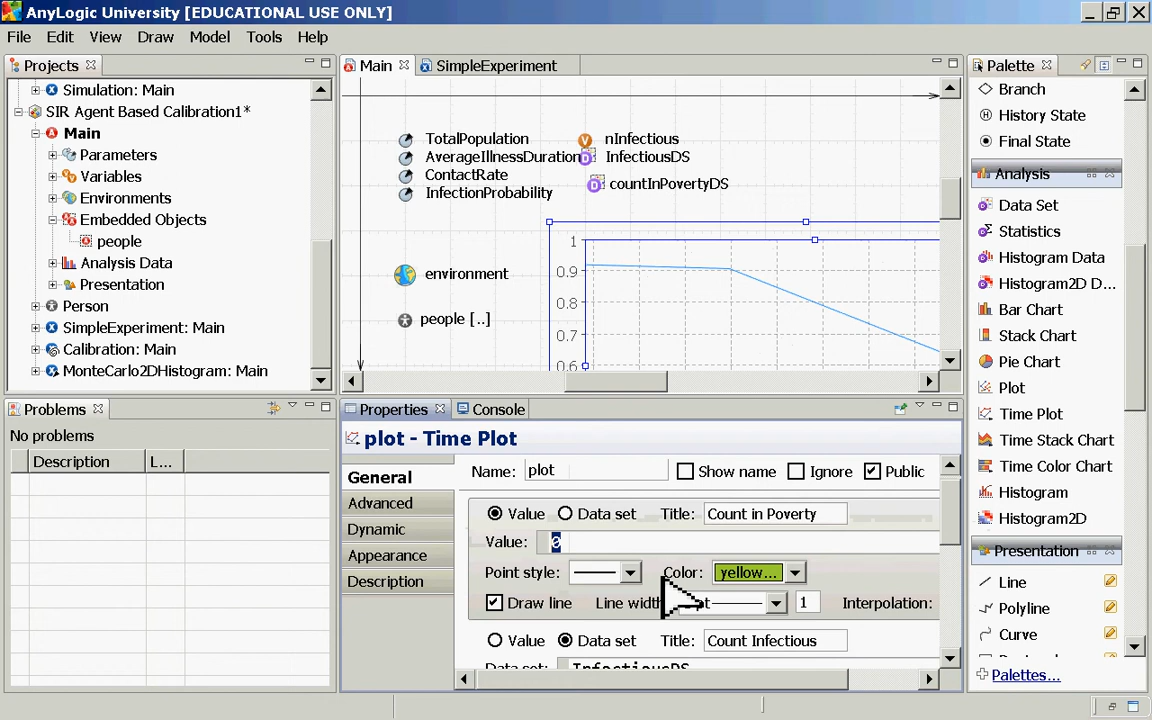 AnyLogic University [EDUCATIONAL USE ONLY]
File Edit View Draw Model Tools Help
Projects
Simulation: Main
SIR Agent Based Calibration1*
Main
Parameters
Variables
Environments
Embedded Objects
people
Analysis Data
Presentation
Person
SimpleExperiment: Main
Calibration: Main
MonteCarlo2DHistogram: Main
Problems
No problems
Description L...
Main SimpleExperiment
TotalPopulation
AverageIllnessDuration
ContactRate
InfectionProbability
nInfectious
InfectiousDS
countInPovertyDS
environment
people [..]
1
0.9
0.8
0.7
0.6
Properties Console
plot - Time Plot
General
Advanced
Dynamic
Appearance
Description
Name: plot Show name Ignore Public
Value Data set Title: Count in Poverty
Value: 0
Point style: Color: yellow...
Draw line Line width pt 1 Interpolation:
Value Data set Title: Count Infectious
Data set: InfectiousDS
Palette
Branch
History State
Final State
Analysis
Data Set
Statistics
Histogram Data
Histogram2D D...
Bar Chart
Stack Chart
Pie Chart
Plot
Time Plot
Time Stack Chart
Time Color Chart
Histogram
Histogram2D
Presentation
Line
Polyline
Curve
Palettes...